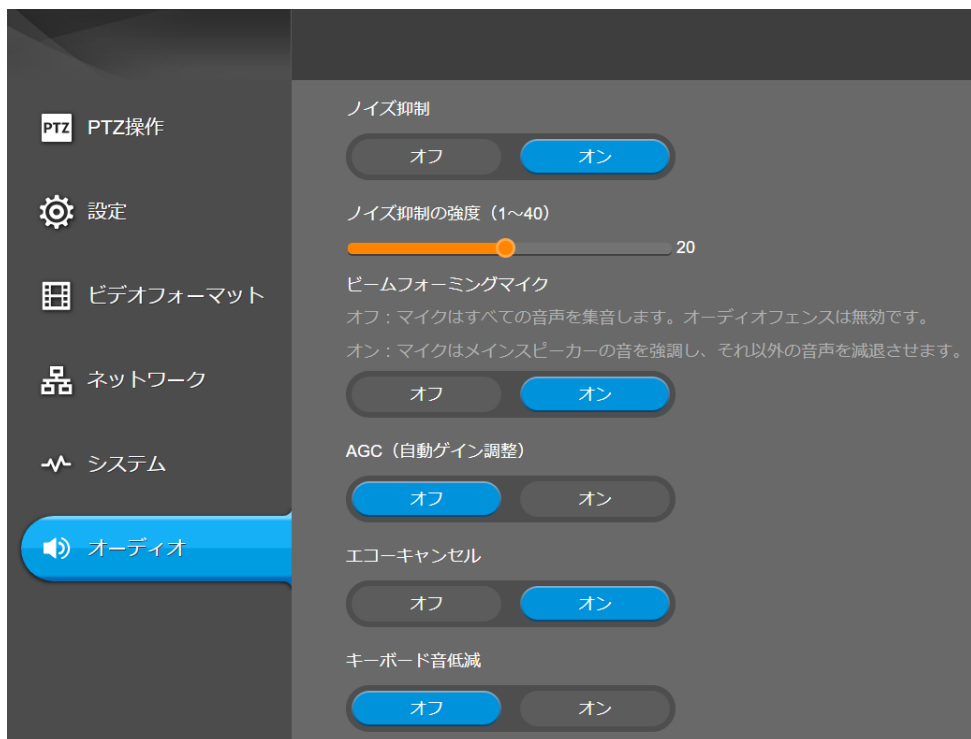 PTZ PTZ操作
設定
ビデオフォーマット
ネットワーク
システム
オーディオ
ノイズ抑制
オフ オン
ノイズ抑制の強度（1～40）
20
ビームフォーミングマイク
オフ：マイクはすべての音声を集音します。オーディオフェンスは無効です。
オン：マイクはメインスピーカーの音を強調し、それ以外の音声を減退させます。
オフ オン
AGC（自動ゲイン調整）
オフ オン
エコーキャンセル
オフ オン
キーボード音低減
オフ オン